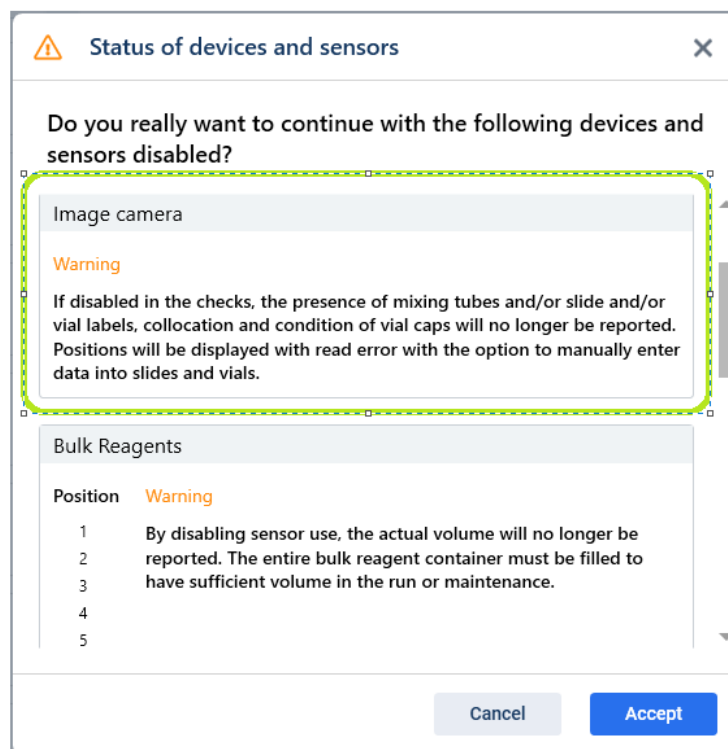 Status of devices and sensors
Do you really want to continue with the following devices and
sensors disabled?
Image camera
Warning
If disabled in the checks, the presence of mixing tubes and/or slide and/or
vial labels, collocation and condition of vial caps will no longer be reported.
Positions will be displayed with read error with the option to manually enter
data into slides and vials.
Bulk Reagents
Position Warning
1
By disabling sensor use, the actual volume will no longer be
2
reported. The entire bulk reagent container must be filled to
3
have sufficient volume in the run or maintenance.
4
5
Cancel Accept